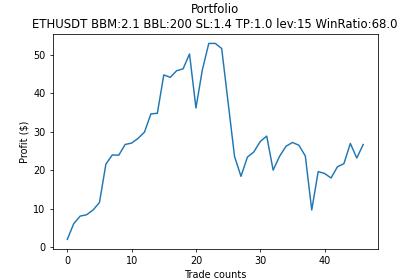 Portfolio
ETHUSDT BBM:2.1 BBL:200 SL:1.4 TP:1.0 lev:15 WinRatio:68.0
50
40
30
20
10
0
Profit ($)
0 10 20 30 40
Trade counts